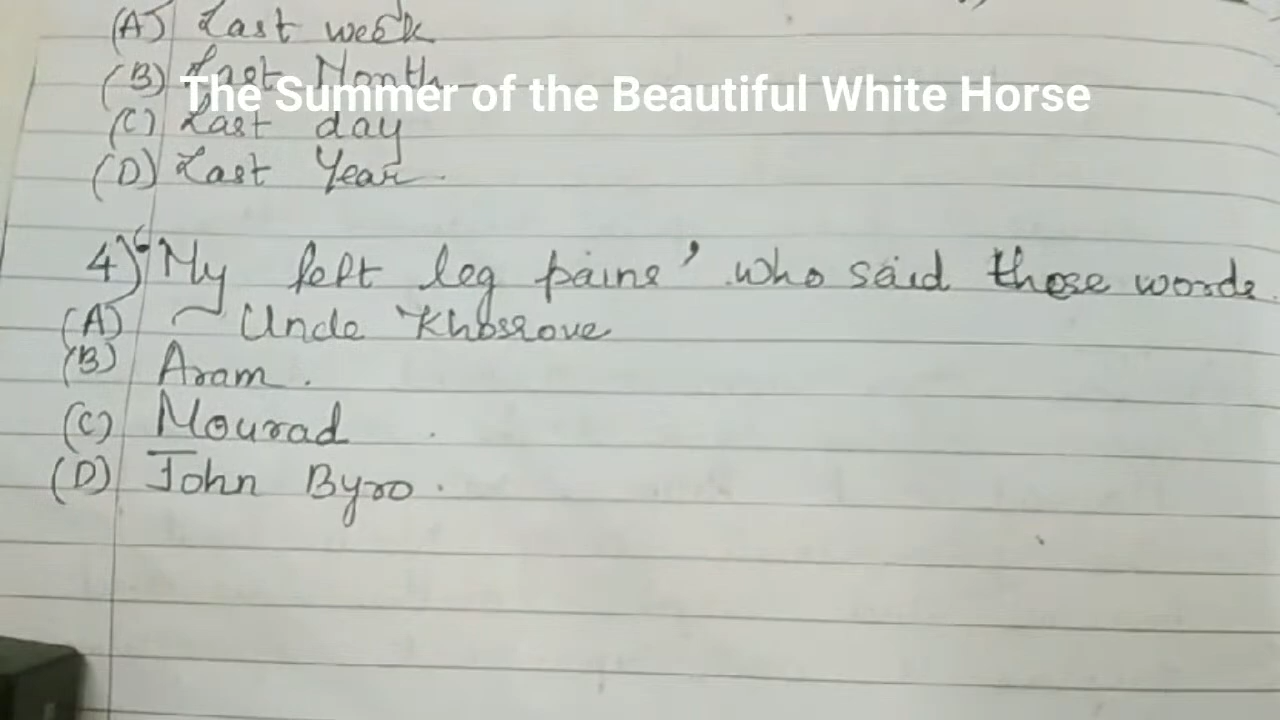 (A) Last week
(B) Last Month
The Summer of the Beautiful White Horse
(C) Last day
(D) Last Year.
4) ‘My left leg pains’ who said these words
(A) ~ Uncle Khosrove
(B) Aram.
(C) Mourad
(D) John Byro.